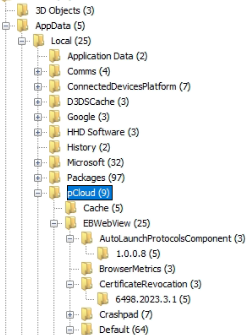 3D Objects (3)
AppData (5)
Local (25)
Application Data (2)
Comms (4)
ConnectedDevicesPlatform (7)
D3DSCache (3)
Google (3)
HHD Software (3)
History (2)
Microsoft (32)
Packages (97)
pCloud (9)
Cache (5)
EBWebView (25)
AutoLaunchProtocolsComponent (3)
1.0.0.8 (5)
BrowserMetrics (3)
CertificateRevocation (3)
6498.2023.3.1 (5)
Crashpad (7)
Default (64)